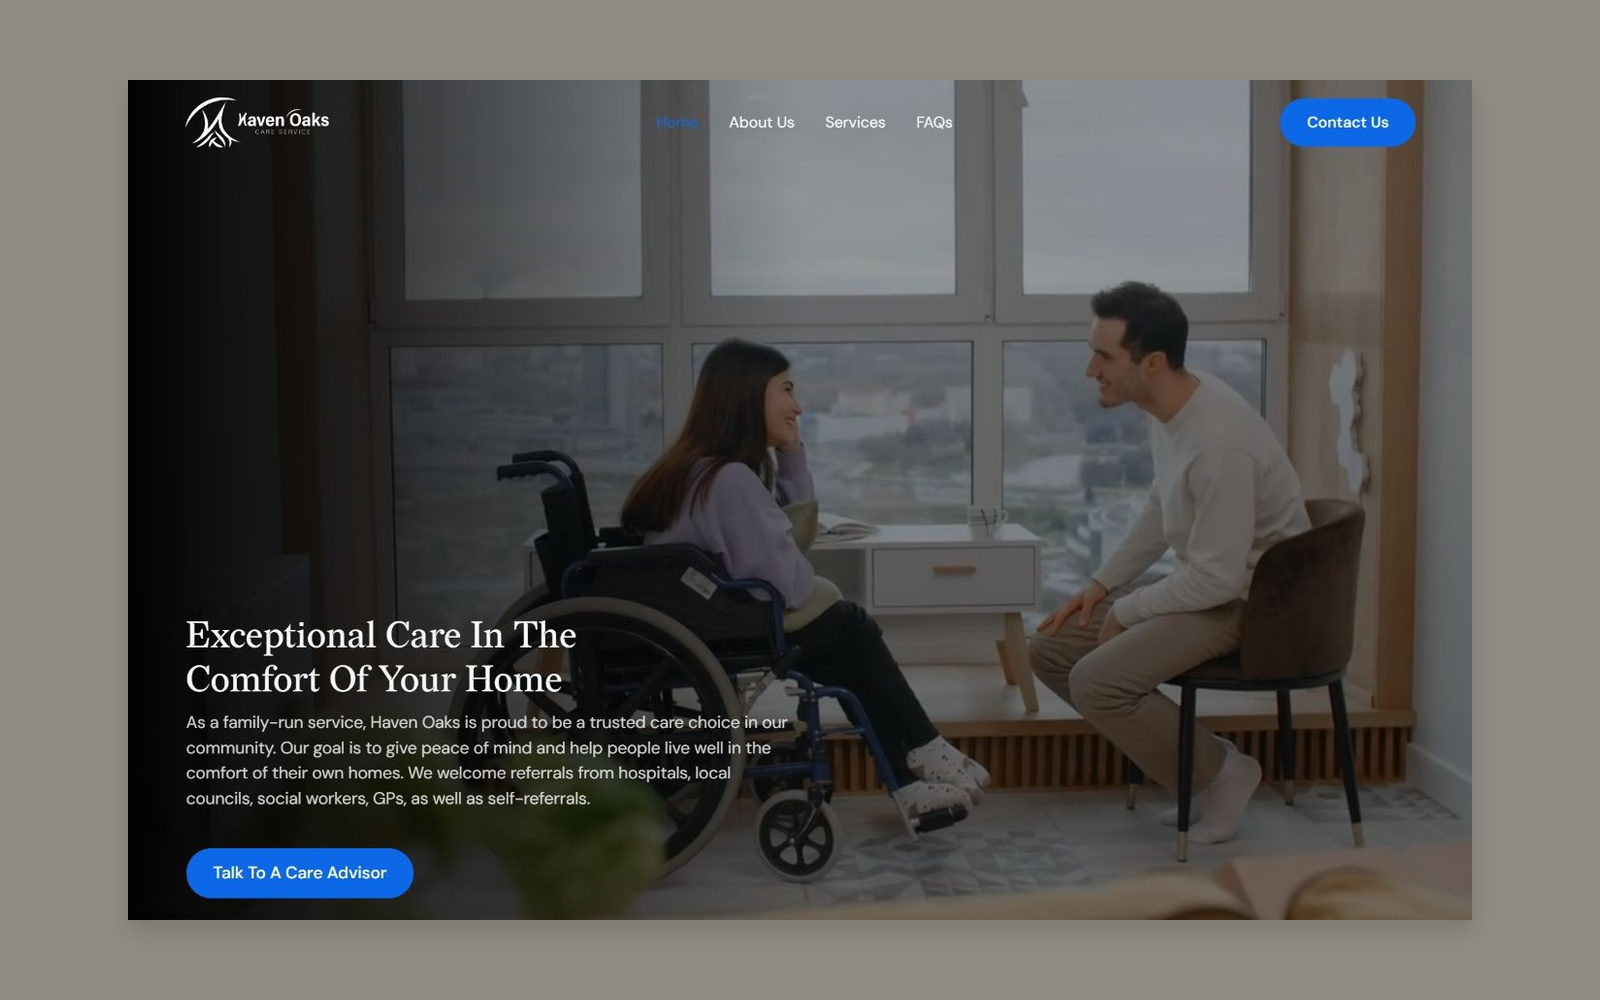 Haven Oaks
CARE SERVICE
Home
About Us
Services
FAQs
Contact Us
Exceptional Care In The
Comfort Of Your Home
As a family-run service, Haven Oaks is proud to be a trusted care choice in our
community. Our goal is to give peace of mind and help people live well in the
comfort of their own homes. We welcome referrals from hospitals, local
councils, social workers, GPs, as well as self-referrals.
Talk To A Care Advisor